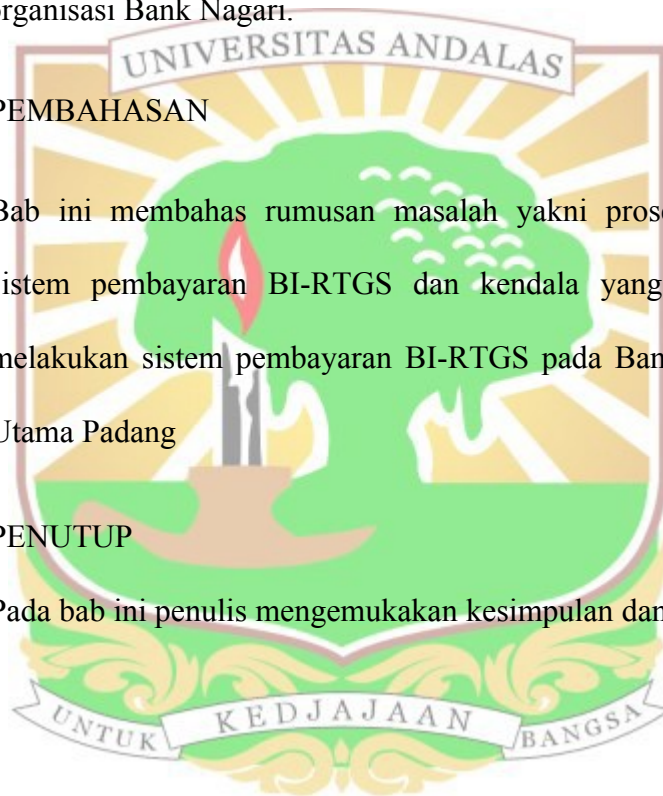 organisasi Bank Nagari.
UNIVERSITAS ANDALAS
PEMBAHASAN
Bab ini membahas rumusan masalah yakni
sistem pembayaran BI-RTGS dan kendala yang
melakukan sistem pembayaran BI-RTGS pada
Utama Padang
PENUTUP
Pada bab ini penulis mengemukakan kesimpulan dan
UNTUK KEDJAJAAN BANGSA